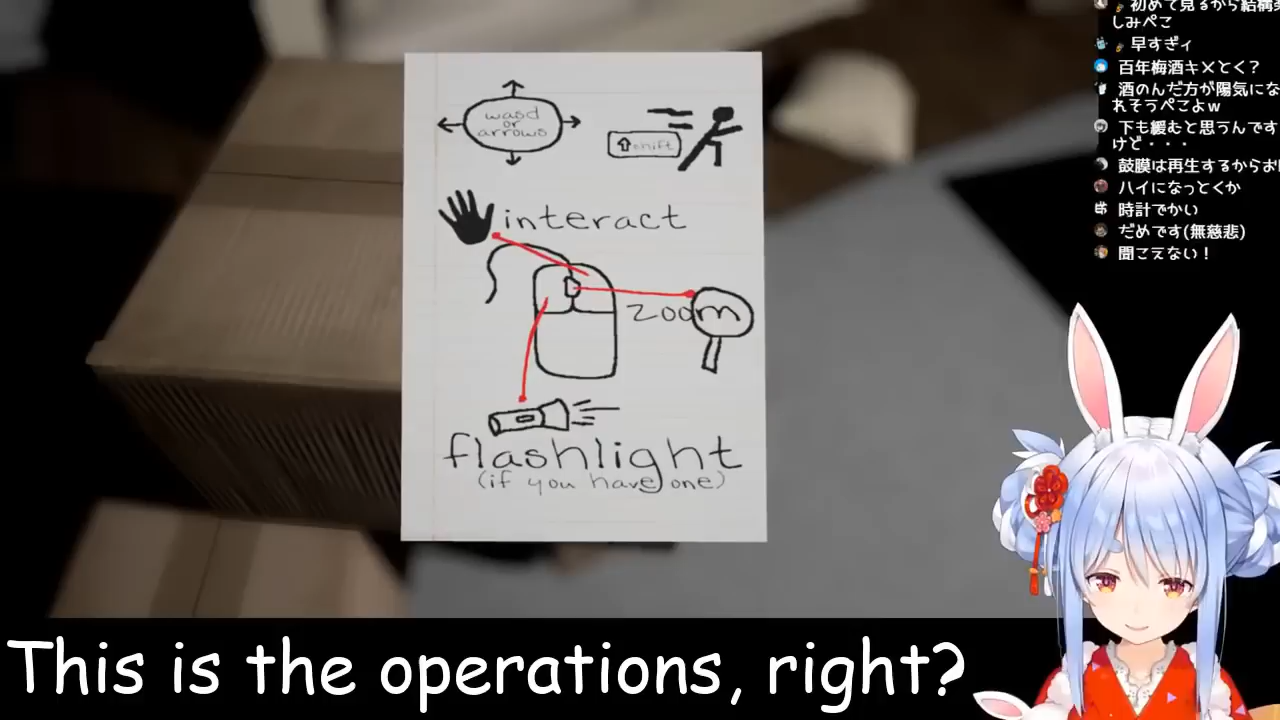 wasd
or
arrows
shift
interact
zoom
flashlight
(if you have one)
初めて見るから結構楽
しみぺこ
早すぎィ
百年梅酒キメとく?
酒のんだ方が陽気にな
れそうぺこよw
下も緩むと思うんです
けど・・・
鼓膜は再生するからお
ハイになっとくか
時計でかい
だめです(無慈悲)
聞こえない!
This is the operations, right?